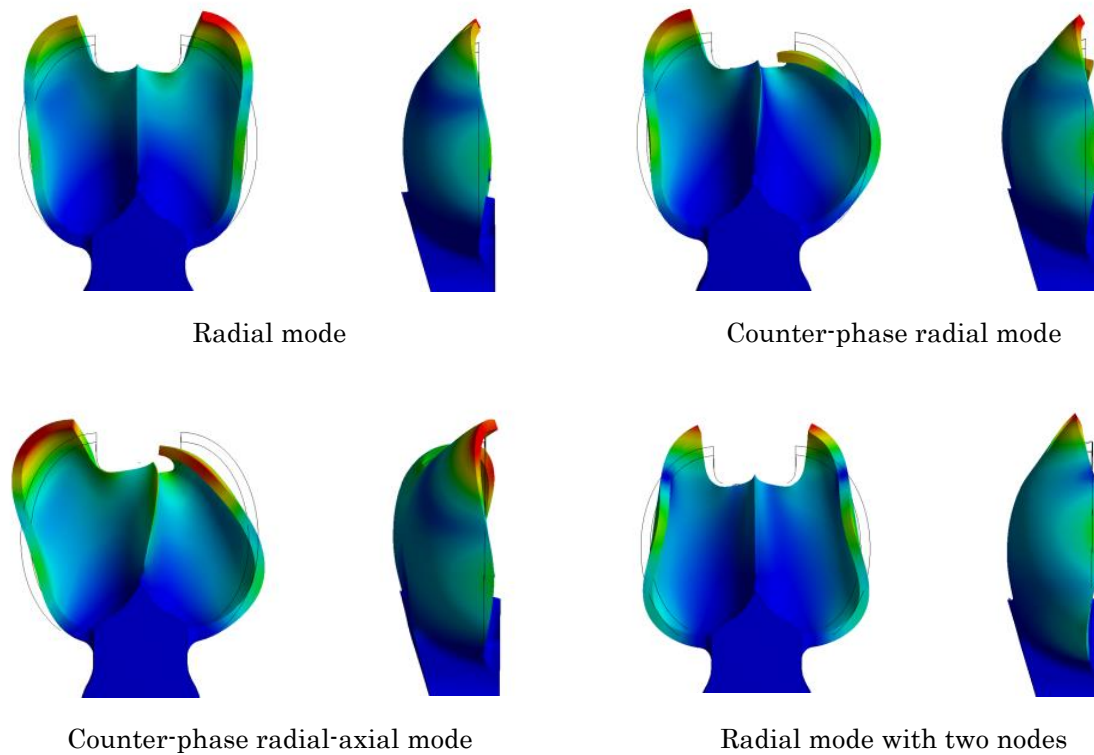 Radial mode
Counter-phase radial mode
Counter-phase radial-axial mode
Radial mode with two nodes